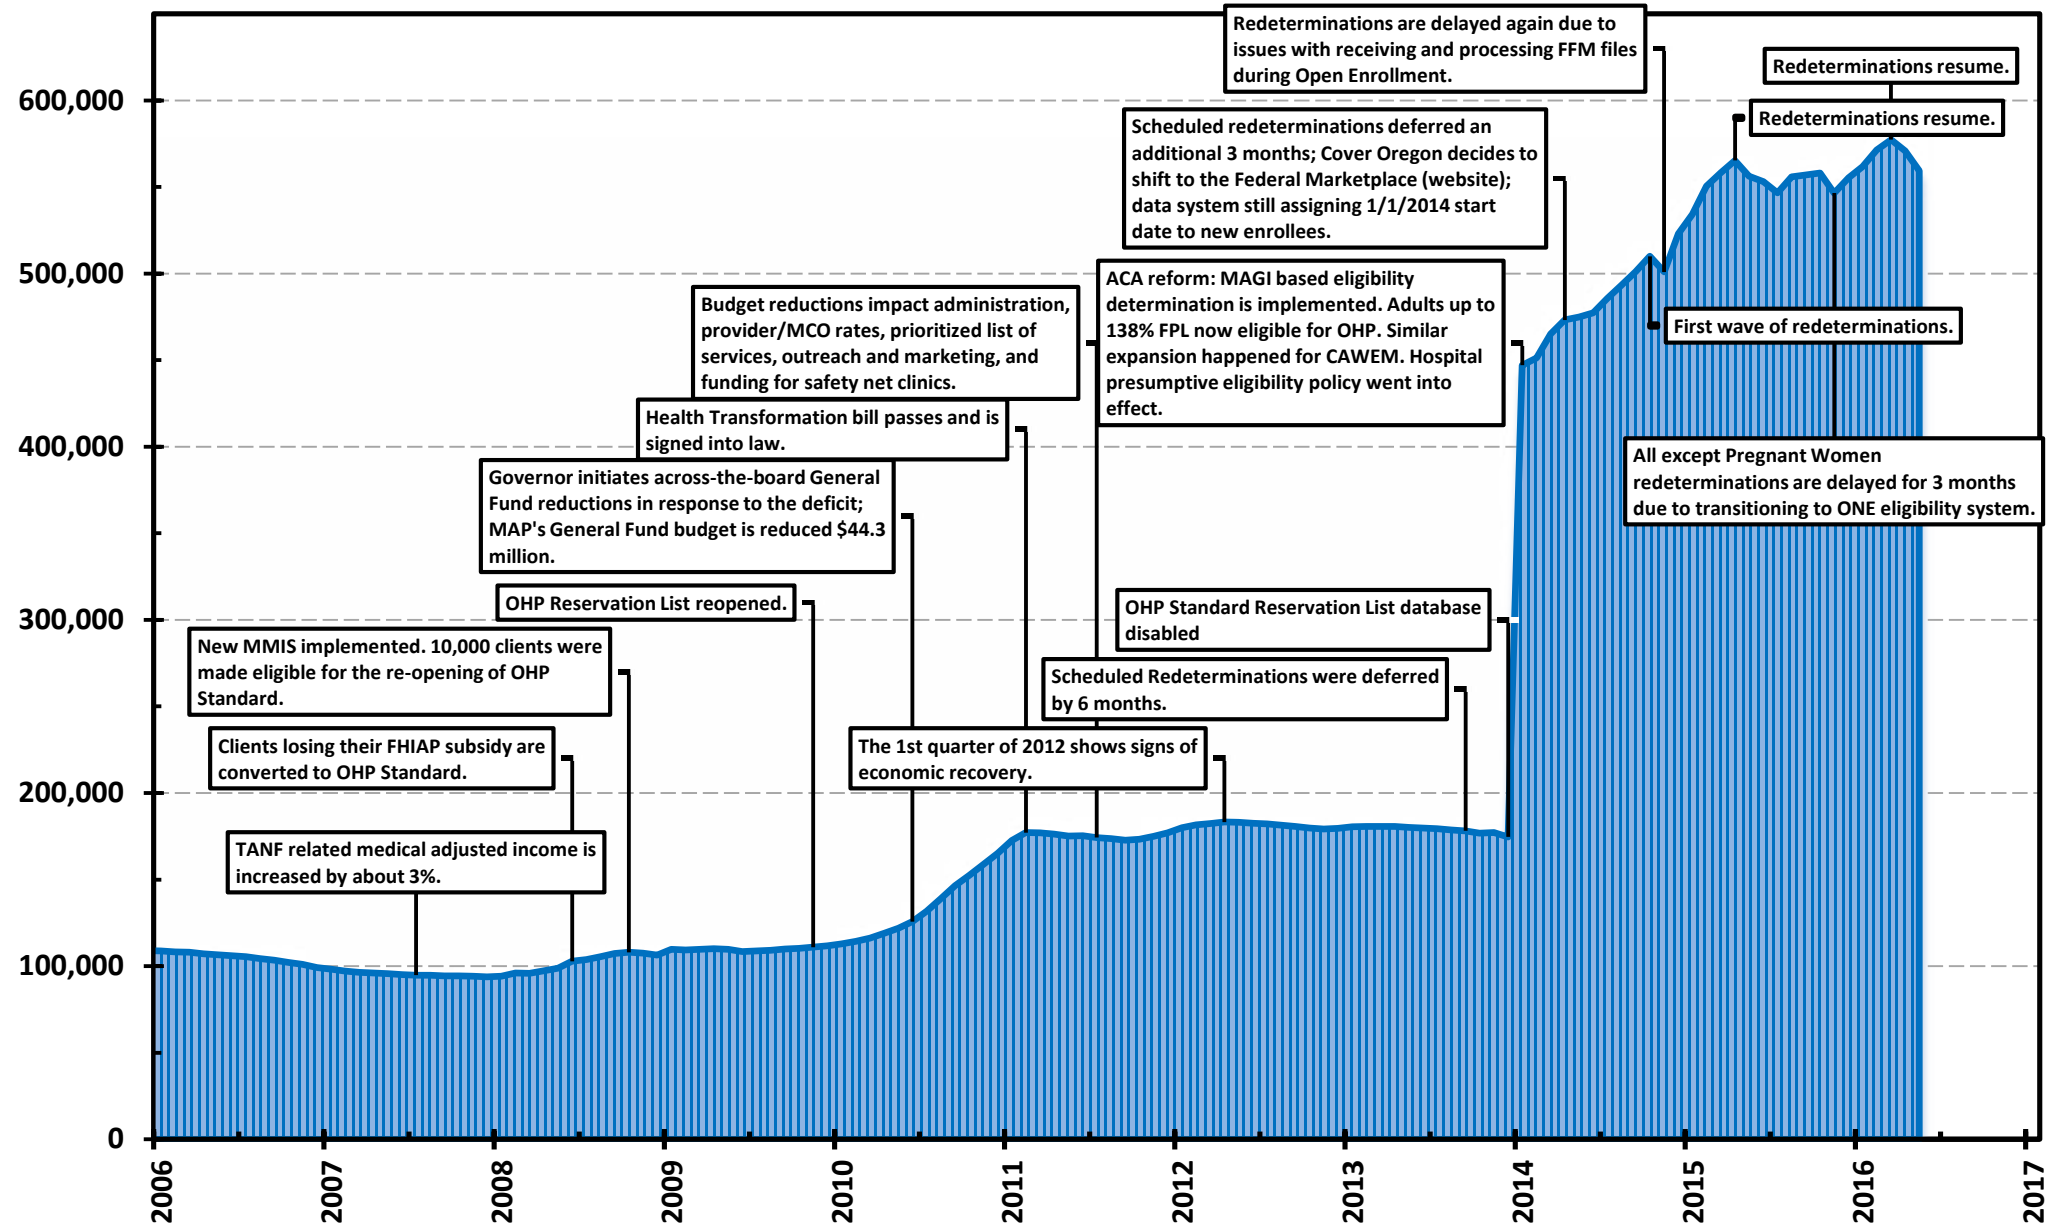 Redeterminations are delayed again due to
issues with receiving and processing FFM files
during Open Enrollment.
Redeterminations resume.
Redeterminations resume.
Scheduled redeterminations deferred an
additional 3 months; Cover Oregon decides to
shift to the Federal Marketplace (website);
data system still assigning 1/1/2014 start
date to new enrollees.
ACA reform: MAGI based eligibility
determination is implemented. Adults up to
138% FPL now eligible for OHP. Similar
expansion happened for CAWEM. Hospital
presumptive eligibility policy went into
effect.
Budget reductions impact administration,
provider/MCO rates, prioritized list of
services, outreach and marketing, and
funding for safety net clinics.
First wave of redeterminations.
Health Transformation bill passes and is
signed into law.
All except Pregnant Women
redeterminations are delayed for 3 months
due to transitioning to ONE eligibility system.
Governor initiates across-the-board General
Fund reductions in response to the deficit;
MAP's General Fund budget is reduced $44.3
million.
OHP Reservation List reopened.
OHP Standard Reservation List database
disabled
New MMIS implemented. 10,000 clients were
made eligible for the re-opening of OHP
Standard.
Scheduled Redeterminations were deferred
by 6 months.
Clients losing their FHIAP subsidy are
converted to OHP Standard.
The 1st quarter of 2012 shows signs of
economic recovery.
TANF related medical adjusted income is
increased by about 3%.
600,000
500,000
400,000
300,000
200,000
100,000
0
2006
2007
2008
2009
2010
2011
2012
2013
2014
2015
2016
2017